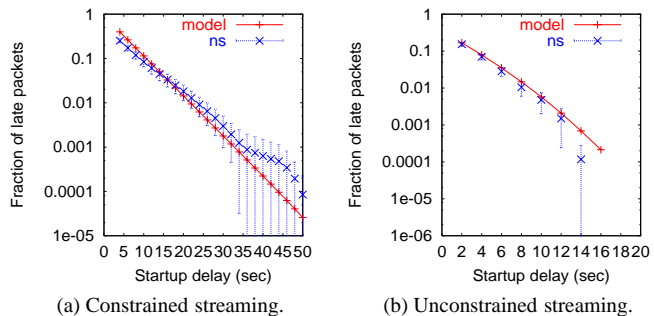 1
0.1
0.01
0.001
0.0001
1e-05
Fraction of late packets
model
ns
0 5 10 15 20 25 30 35 40 45 50
Startup delay (sec)
(a) Constrained streaming.
1
0.1
0.01
0.001
0.0001
1e-05
1e-06
Fraction of late packets
model
ns
0 2 4 6 8 10 12 14 16 18 20
Startup delay (sec)
(b) Unconstrained streaming.